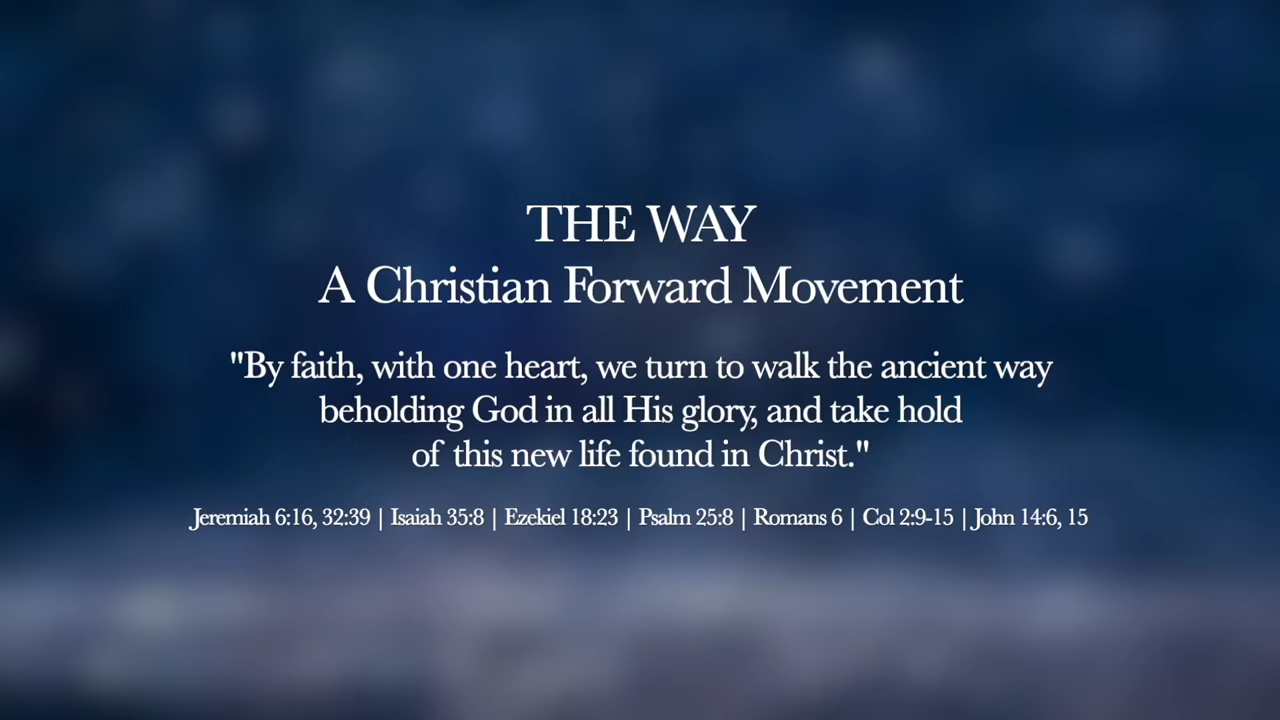 THE WAY
A Christian Forward Movement
"By faith, with one heart, we turn to walk the ancient way
beholding God in all His glory, and take hold
of this new life found in Christ."
Jeremiah 6:16, 32:39 | Isaiah 35:8 | Ezekiel 18:23 | Psalm 25:8 | Romans 6 | Col 2:9-15 | John 14:6, 15